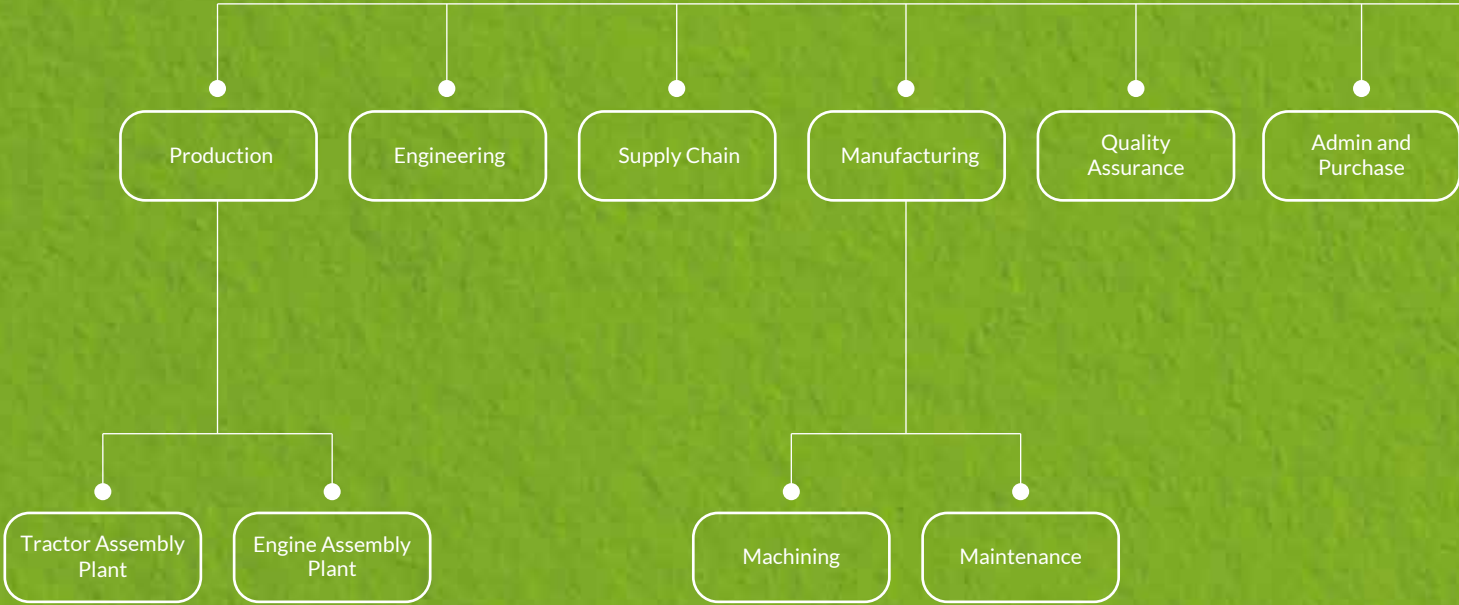 Production
Engineering
Supply Chain
Manufacturing
Quality
Assurance
Admin and
Purchase
Tractor Assembly
Plant
Engine Assembly
Plant
Machining
Maintenance